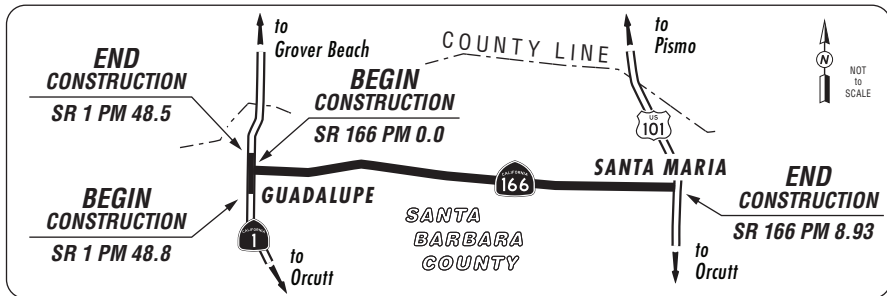 to
Grover Beach
END
CONSTRUCTION
SR 1 PM 48.5
BEGIN
CONSTRUCTION
SR 166 PM 0.0
COUNTY LINE
to
Pismo
N
NOT
to
SCALE
US
101
SANTA MARIA
CALIFORNIA
166
GUADALUPE
BEGIN
CONSTRUCTION
SR 1 PM 48.8
CALIFORNIA
1
to
Orcutt
SANTA
BARBARA
COUNTY
END
CONSTRUCTION
SR 166 PM 8.93
to
Orcutt